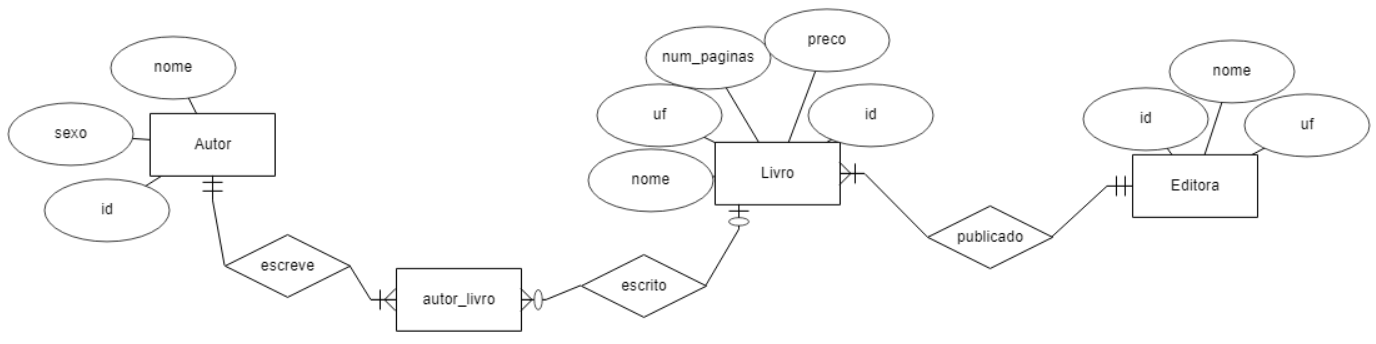 nome
sexo
Autor
id
escreve
autor_livro
escrito
preco
num_paginas
uf
id
nome
Livro
publicado
nome
id
uf
Editora